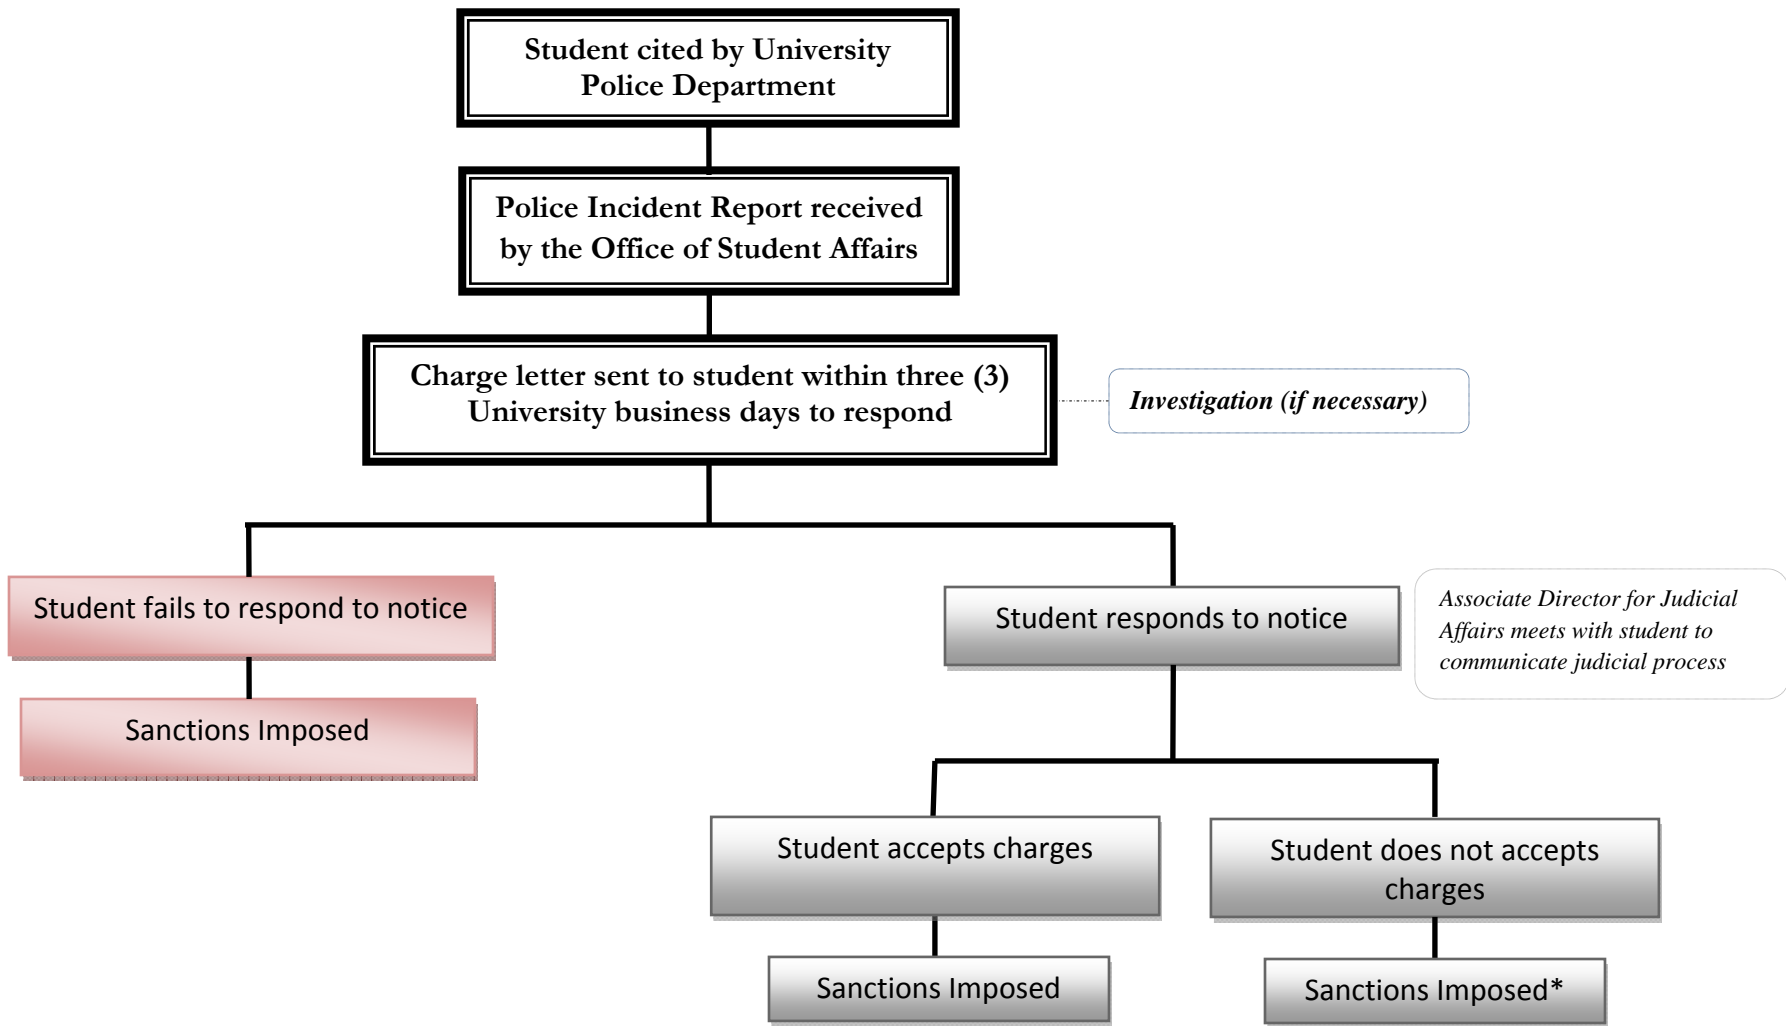 Student cited by University
Police Department
Police Incident Report received
by the Office of Student Affairs
Charge letter sent to student within three (3)
University business days to respond
Investigation (if necessary)
Student fails to respond to notice
Sanctions Imposed
Student responds to notice
Associate Director for Judicial
Affairs meets with student to
communicate judicial process
Student accepts charges
Sanctions Imposed
Student does not accepts
charges
Sanctions Imposed*